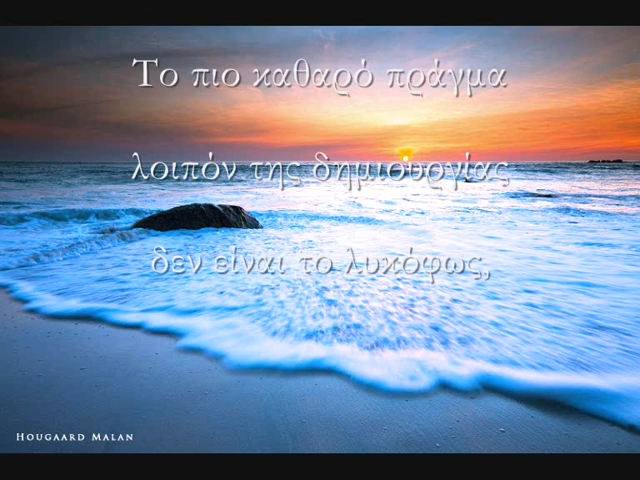 Το πιο καθαρό πράγμα
λοιπόν της δημιουργίας
δεν είναι το λυκόφως,
Hougaard Malan